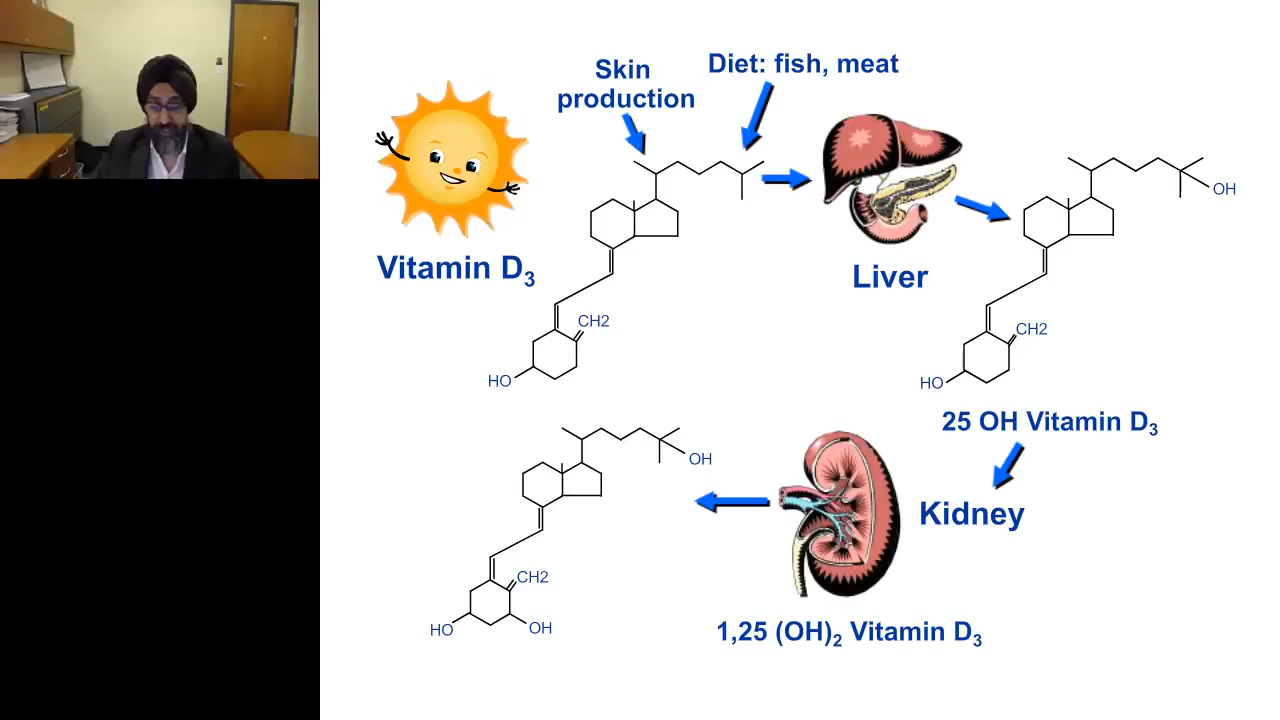 Skin
production
Diet: fish, meat
Vitamin D₃
CH2
HO
Liver
OH
CH2
HO
25 OH Vitamin D₃
Kidney
OH
CH2
HO
OH
1,25 (OH)₂ Vitamin D₃